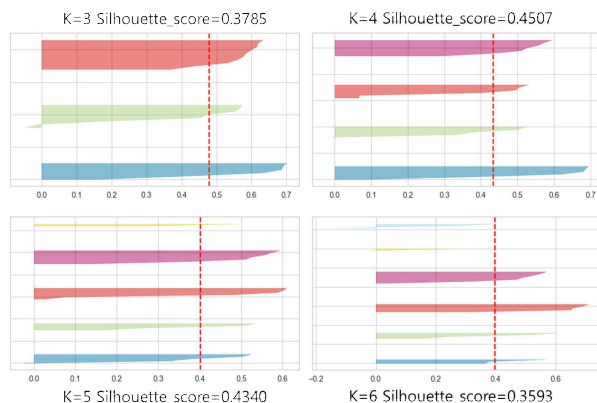 K=3 Silhouette_score=0.3785
K=4 Silhouette_score=0.4507
0.0 0.1 0.2 0.3 0.4 0.5 0.6 0.7
0.0 0.1 0.2 0.3 0.4 0.5 0.6 0.7
0.0 0.1 0.2 0.3 0.4 0.5 0.6
−0.2 0.0 0.2 0.4 0.6
K=5 Silhouette_score=0.4340
K=6 Silhouette_score=0.3593